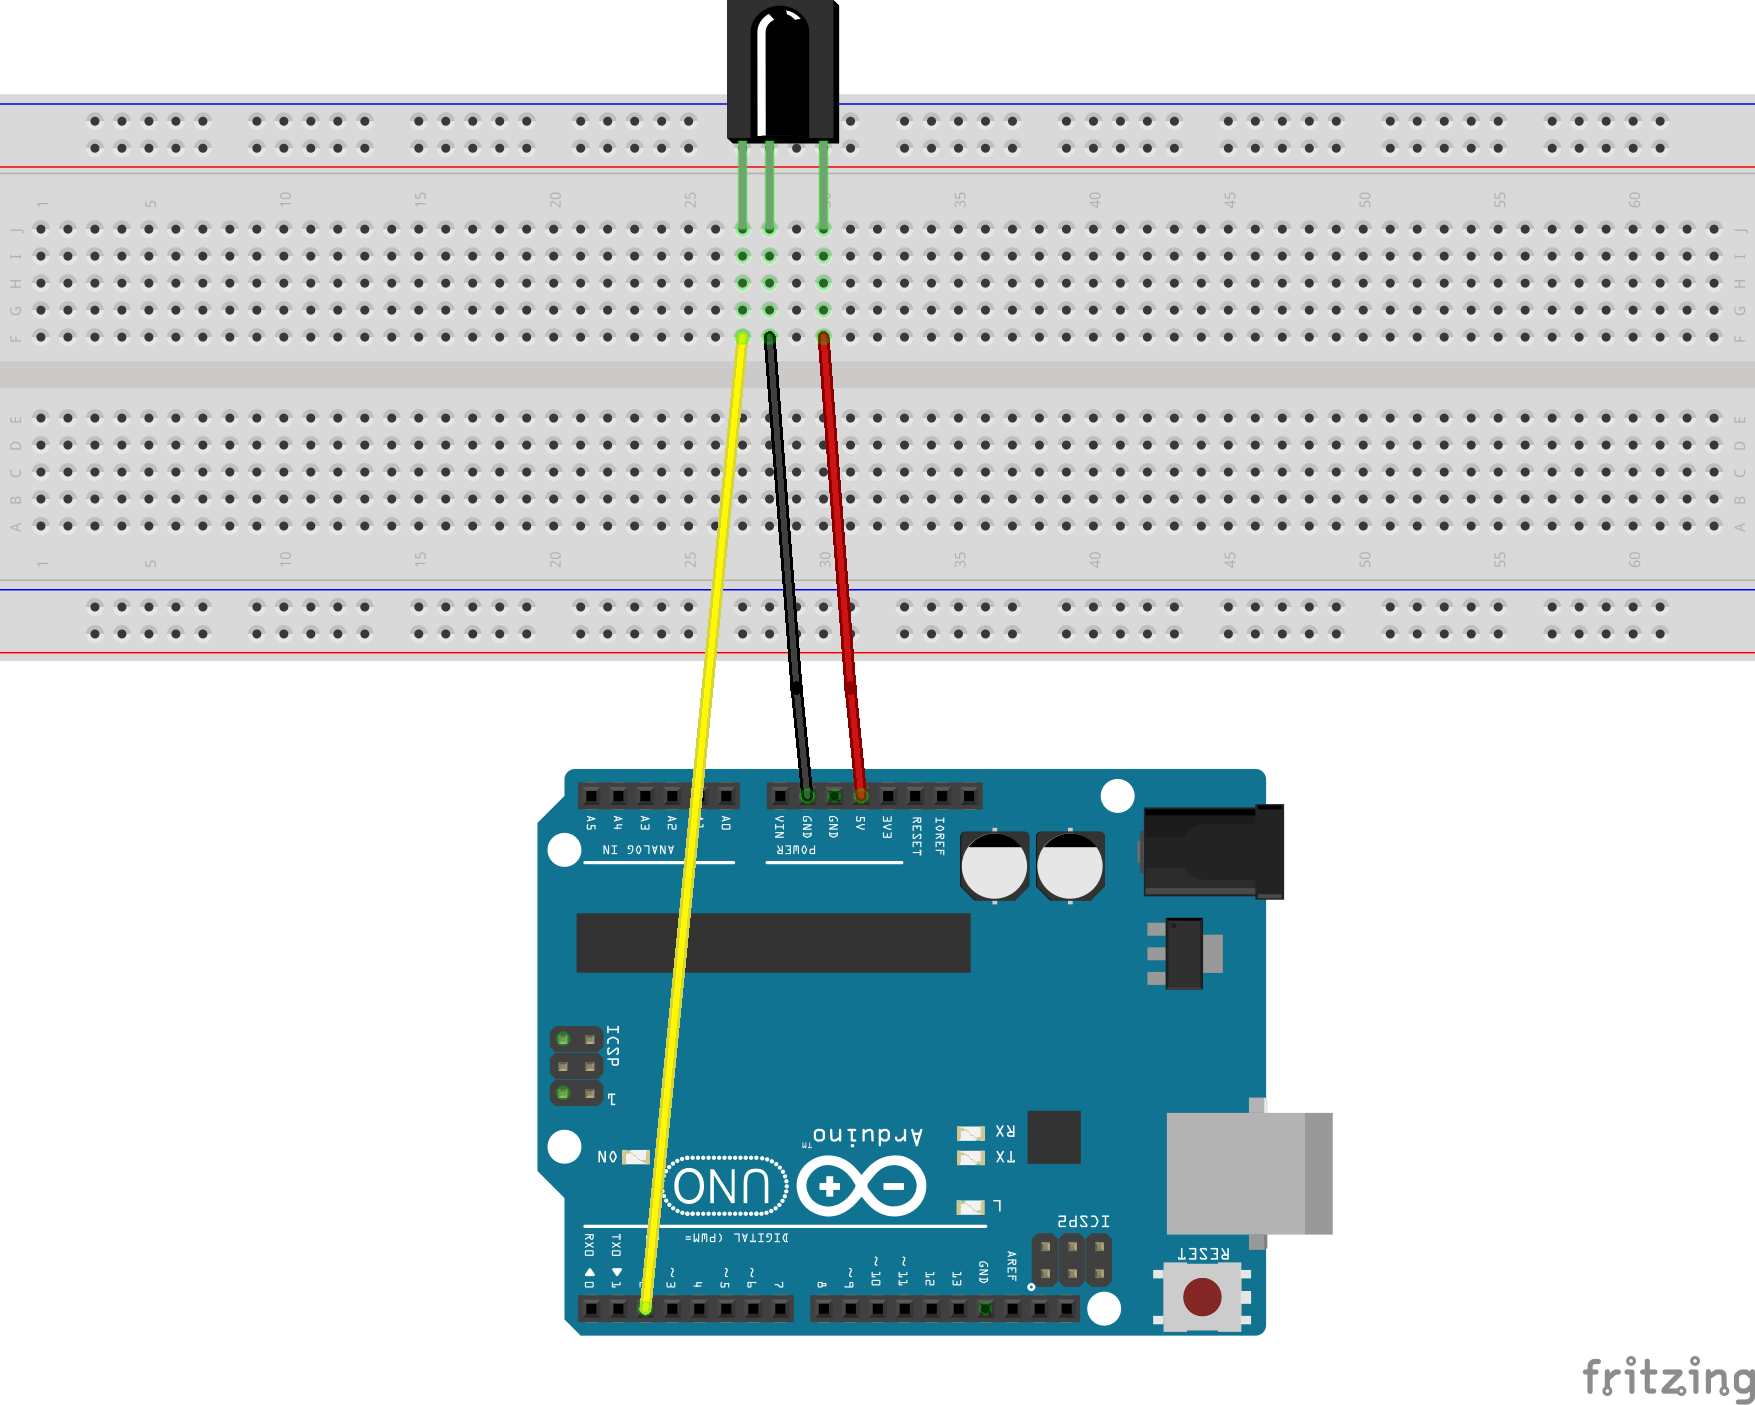 1 5 10 15 20 25 30 35 40 45 50 55 60
J J
I I
H H
G G
F F
E E
D D
C C
B B
A A
1 5 10 15 20 25 30 35 40 45 50 55 60
A5 A4 A3 A2 A1 A0 VIN GND GND 5V 3V3 RESET IOREF
ANALOG IN POWER
ICSP
1
Arduino
TM
RX
ON
TX
UNO
L
ICSP2
DIGITAL (PWM=
RESET
RX0 TX0 GND AREF
0 1 2 ~3 4 ~5 ~6 7 8 ~9 ~10 ~11 12 13
fritzing